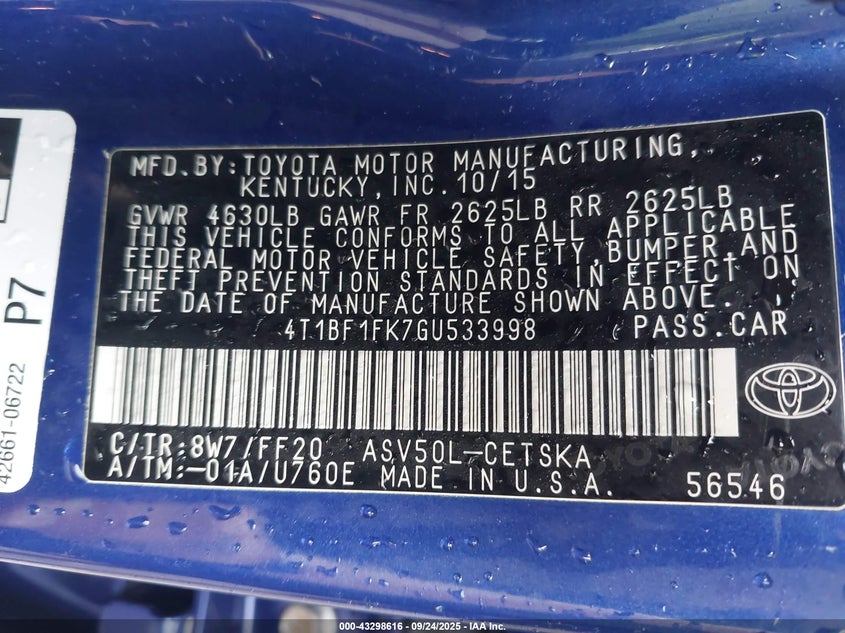 MFD.BY:TOYOTA MOTOR MANUFACTURING,
KENTUCKY,INC.10/15
GVWR 4630LB GAWR FR 2625LB RR 2625LB
THIS VEHICLE CONFORMS TO ALL APPLICABLE
FEDERAL MOTOR VEHICLE SAFETY,BUMPER,AND
THEFT PREVENTION STANDARDS IN EFFECT ON
THE DATE OF MANUFACTURE SHOWN ABOVE.
4T1BF1FK7GU533998 PASS.CAR
C/TR:8W7/FF20 ASV50L-CETSKA
A/TM:-01A/U760E MADE IN U.S.A. 56546
P7
42661-06722
000-43298616 - 09/24/2025 - IAA Inc.